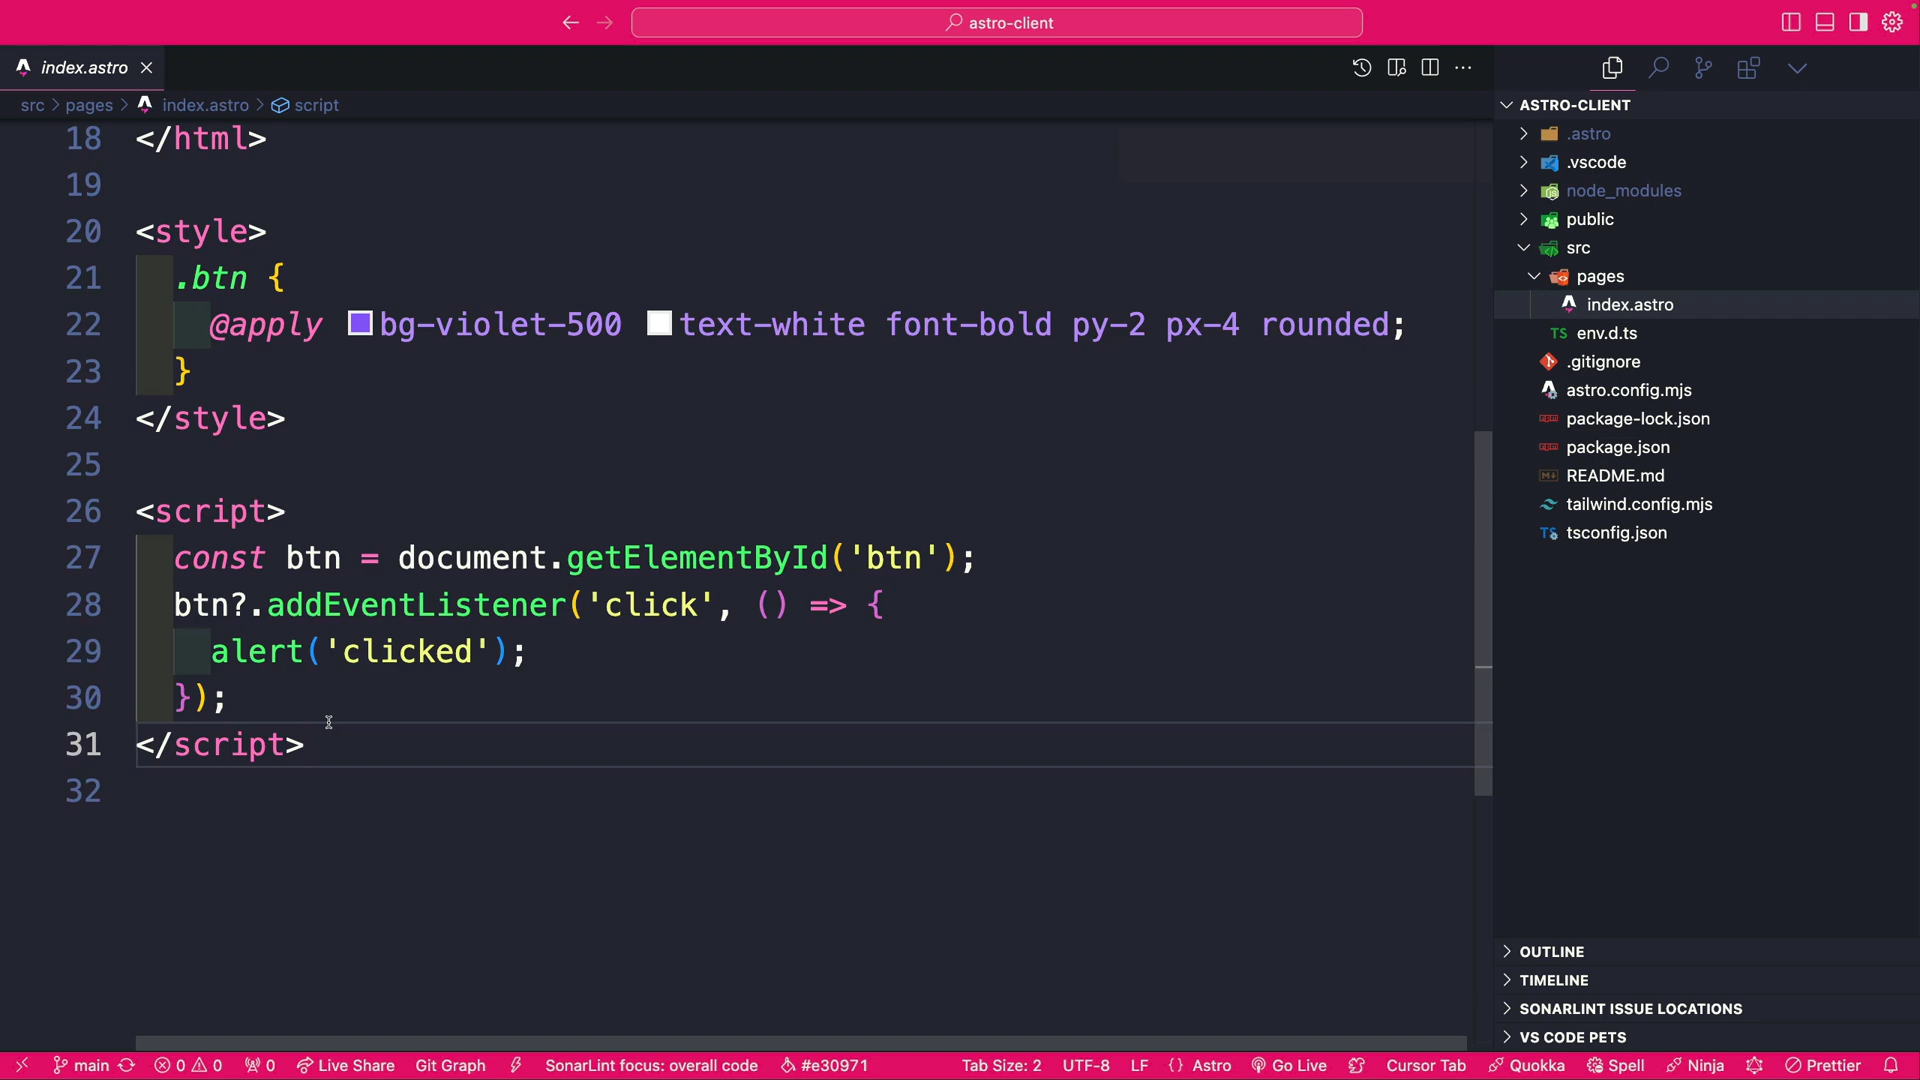 astro-client
index.astro
src > pages > index.astro > script
18 </html>
19
20 <style>
21 .btn {
22 @apply bg-violet-500 text-white font-bold py-2 px-4 rounded;
23 }
24 </style>
25
26 <script>
27 const btn = document.getElementById('btn');
28 btn?.addEventListener('click', () => {
29 alert('clicked');
30 });
31 </script>
32
ASTRO-CLIENT
.astro
.vscode
node_modules
public
src
pages
index.astro
TS env.d.ts
.gitignore
astro.config.mjs
package-lock.json
package.json
README.md
tailwind.config.mjs
TS tsconfig.json
OUTLINE
TIMELINE
SONARLINT ISSUE LOCATIONS
VS CODE PETS
main 0 0 0 Live Share Git Graph SonarLint focus: overall code #e30971 Tab Size: 2 UTF-8 LF {} Astro Go Live Cursor Tab Quokka Spell Ninja Prettier